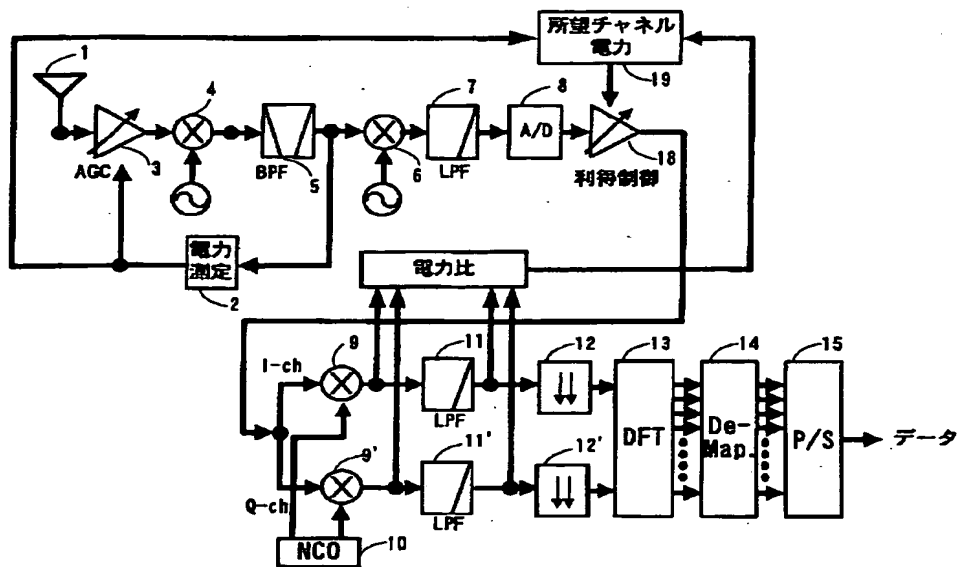 所望チャネル
電力
19
1
4
7
8
A/D
3
AGC
BPF
5
6
LPF
18
利得制御
電力
測定
2
電力比
I-ch
9
11
12
13
14
15
LPF
DFT
De-
Map.
P/S
データ
9'
11'
12'
Q-ch
LPF
NCO
10